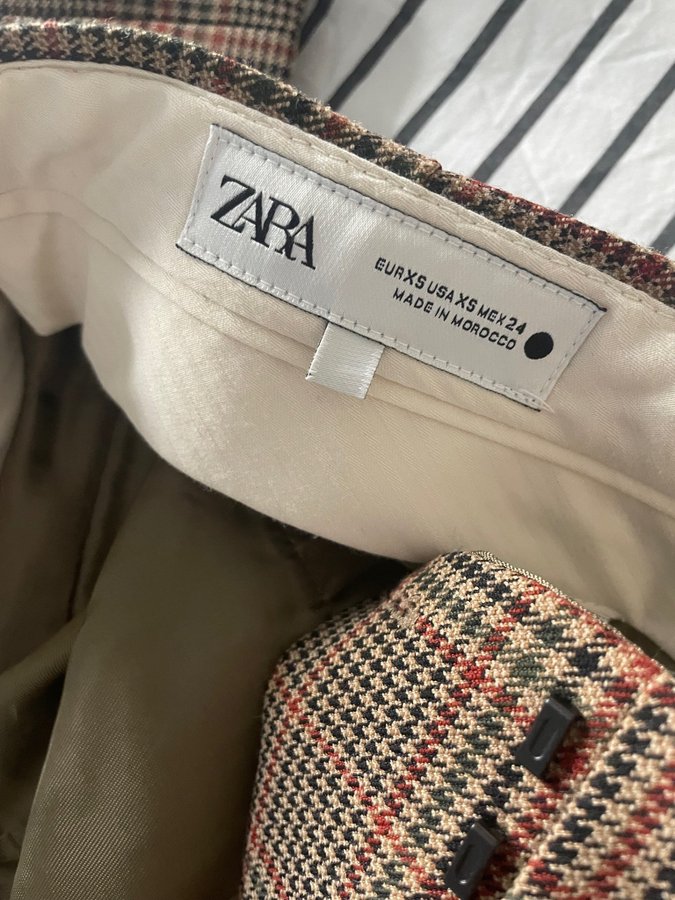 ZARA
EUR XS USA XS MEX 24
MADE IN MOROCCO